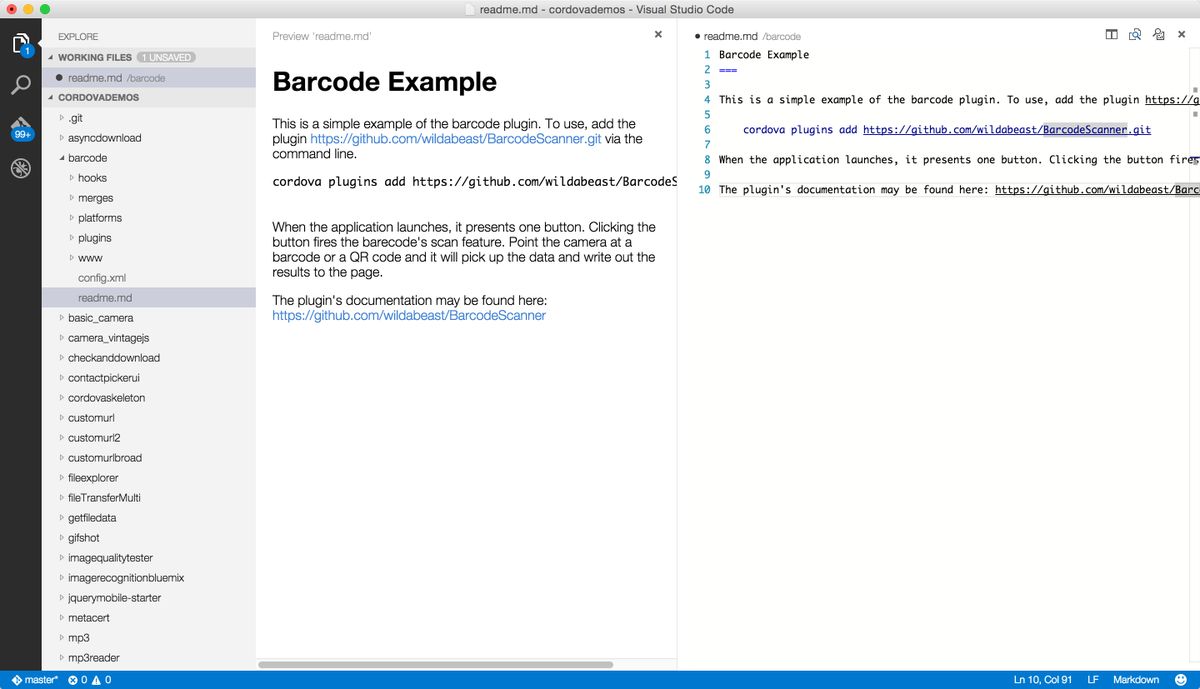 readme.md - cordovademos - Visual Studio Code
1
99+
EXPLORE
WORKING FILES 1 UNSAVED
readme.md /barcode
CORDOVADEMOS
.git
asyncdownload
barcode
hooks
merges
platforms
plugins
www
config.xml
readme.md
basic_camera
camera_vintagejs
checkanddownload
contactpickerui
cordovaskeleton
customurl
customurl2
customurlbroad
fileexplorer
fileTransferMulti
getfiledata
gifshot
imagequalitytester
imagerecognitionbluemix
jquerymobile-starter
metacert
mp3
mp3reader
Preview 'readme.md'
Barcode Example
This is a simple example of the barcode plugin. To use, add the
plugin https://github.com/wildabeast/BarcodeScanner.git via the
command line.
cordova plugins add https://github.com/wildabeast/BarcodeS
When the application launches, it presents one button. Clicking the
button fires the barecode's scan feature. Point the camera at a
barcode or a QR code and it will pick up the data and write out the
results to the page.
The plugin's documentation may be found here:
https://github.com/wildabeast/BarcodeScanner
readme.md /barcode
1 Barcode Example
2 ===
3
4 This is a simple example of the barcode plugin. To use, add the plugin https://g
5
6 cordova plugins add https://github.com/wildabeast/BarcodeScanner.git
7
8 When the application launches, it presents one button. Clicking the button fires
9
10 The plugin's documentation may be found here: https://github.com/wildabeast/Barc
master* 0 0 Ln 10, Col 91 LF Markdown